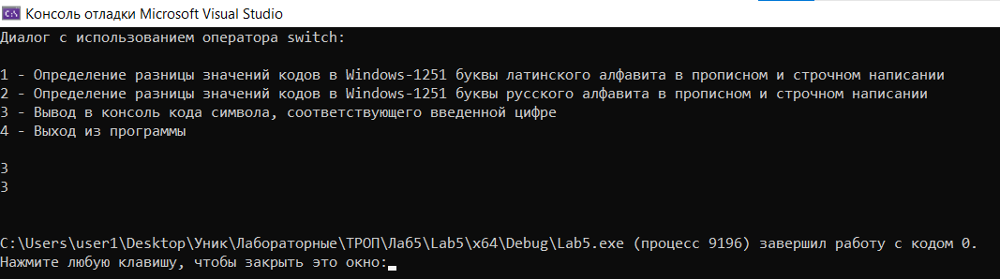 Консоль отладки Microsoft Visual Studio
Диалог с использованием оператора switch:
1 - Определение разницы значений кодов в Windows-1251 буквы латинского алфавита в прописном и строчном написании
2 - Определение разницы значений кодов в Windows-1251 буквы русского алфавита в прописном и строчном написании
3 - Вывод в консоль кода символа, соответствующего введенной цифре
4 - Выход из программы
3
3
C:\Users\user1\Desktop\Уник\Лабораторные\ТРОП\Лаб5\Lab5\x64\Debug\Lab5.exe (процесс 9196) завершил работу с кодом 0.
Нажмите любую клавишу, чтобы закрыть это окно: